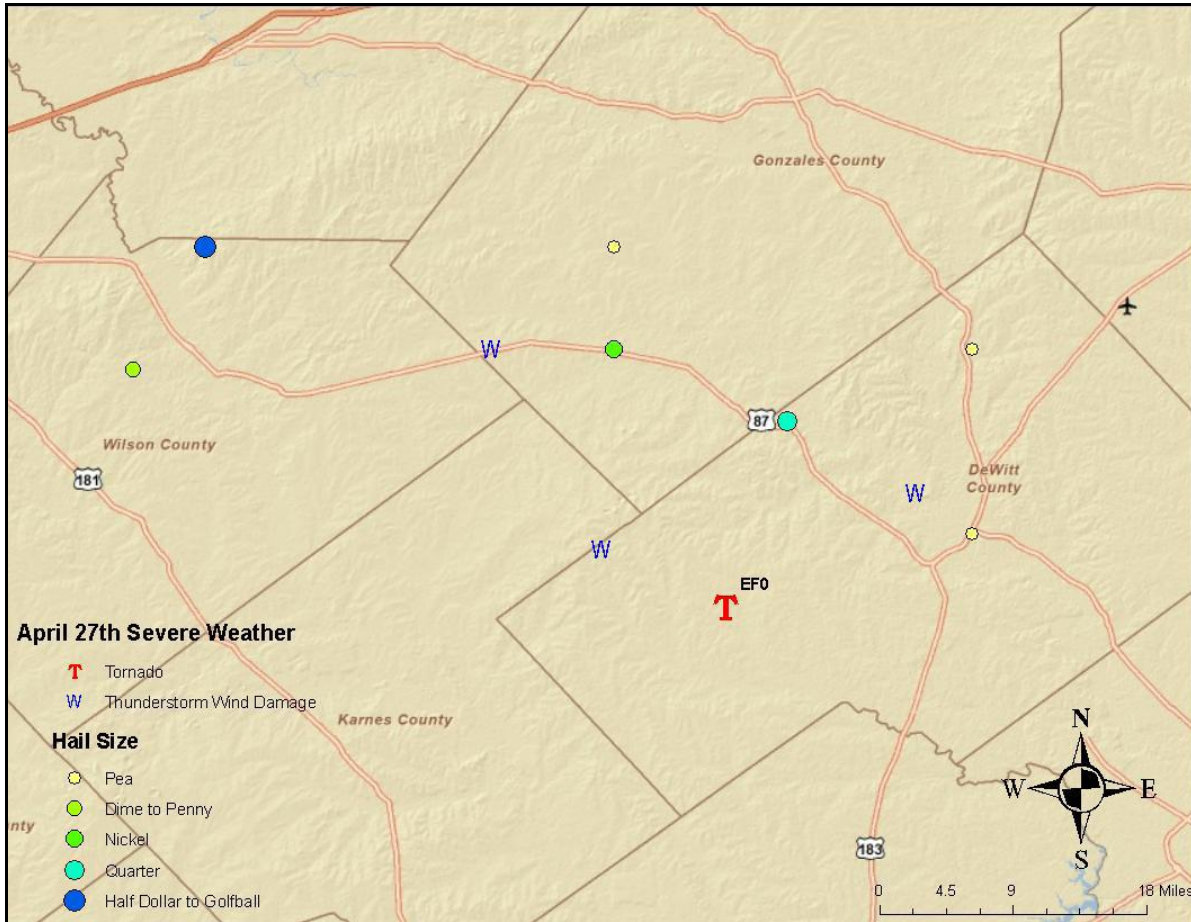 Gonzales County
W
W
87
Wilson County
181
DeWitt
County
W
W
EF0
T
April 27th Severe Weather
T Tornado
W Thunderstorm Wind Damage
Karnes County
Hail Size
Pea
Dime to Penny
nty
Nickel
Quarter
Half Dollar to Golfball
N
W E
S
183
0 4.5 9 18 Miles